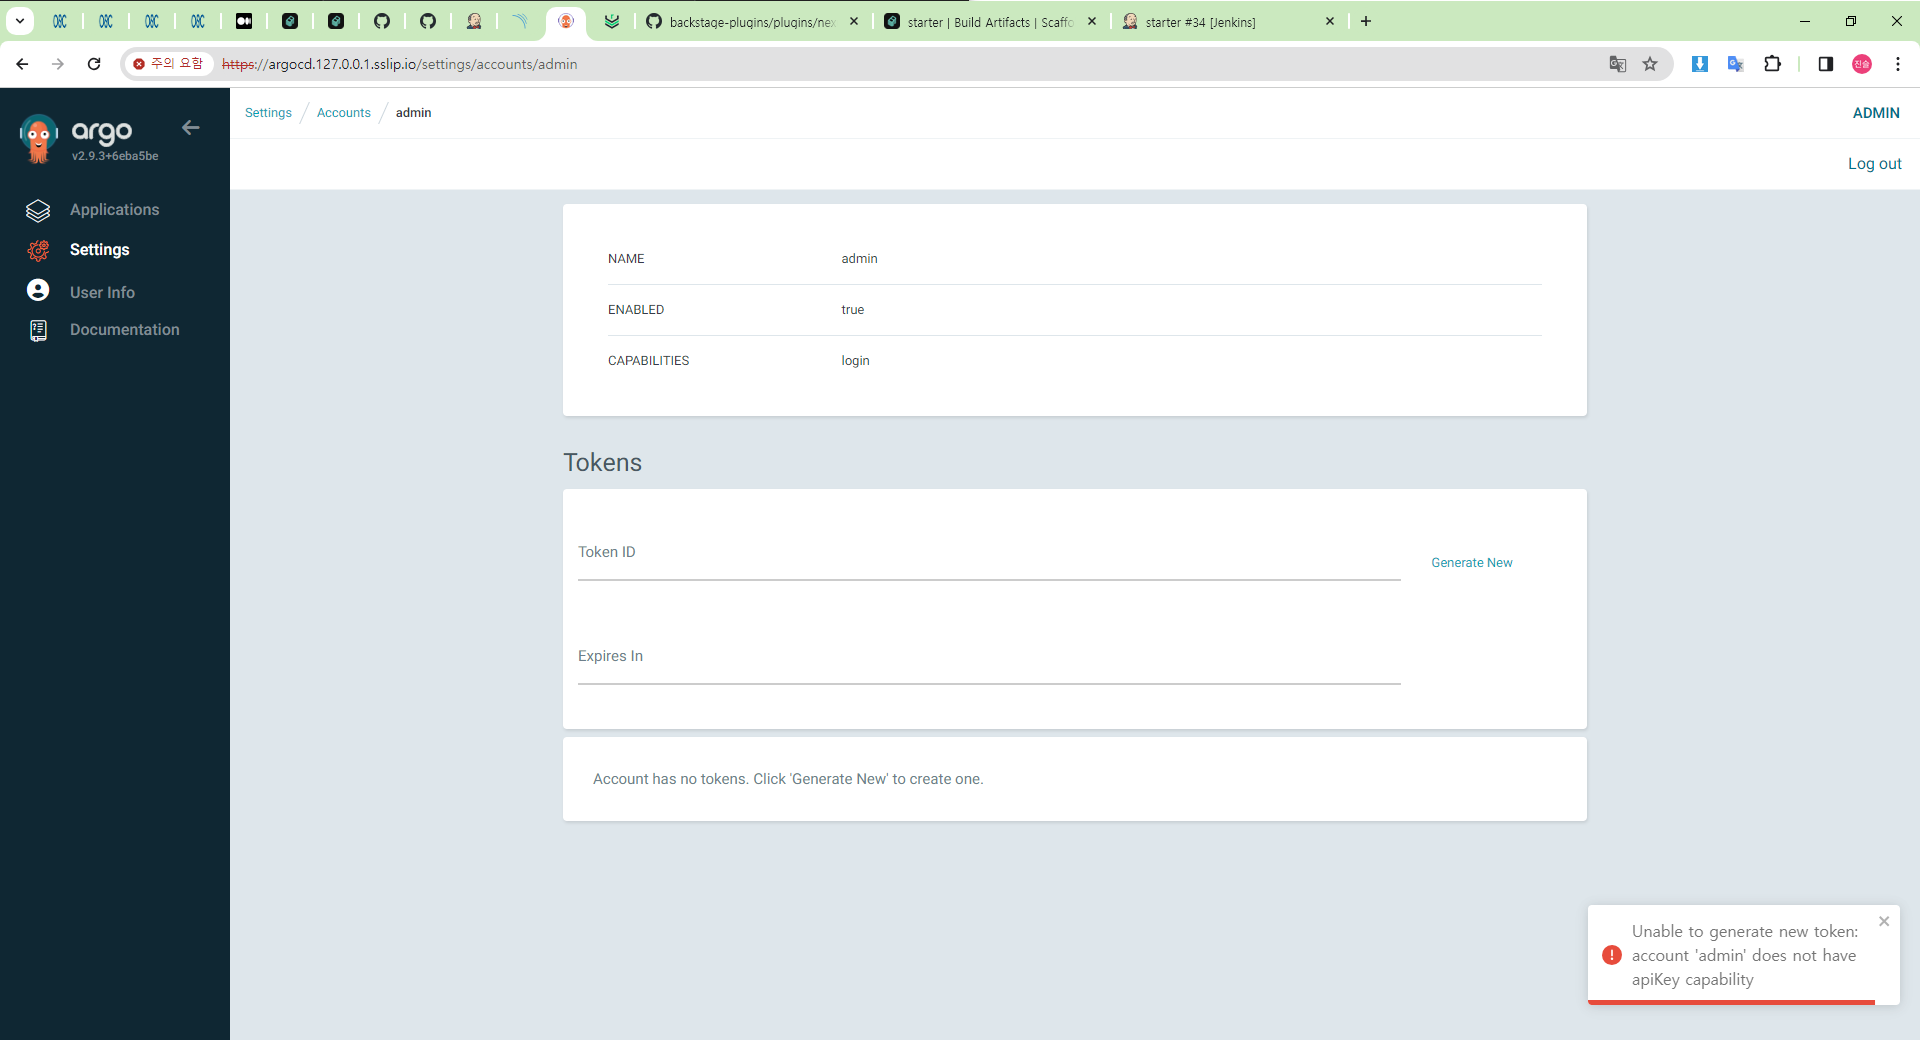 backstage-plugins/plugins/nex
starter | Build Artifacts | Scaffo
starter #34 [Jenkins]
주의 요함
https://argocd.127.0.0.1.sslip.io/settings/accounts/admin
진솔
argo
v2.9.3+6eba5be
Applications
Settings
User Info
Documentation
Settings / Accounts / admin
ADMIN
Log out
NAME admin
ENABLED true
CAPABILITIES login
Tokens
Token ID
Generate New
Expires In
Account has no tokens. Click 'Generate New' to create one.
Unable to generate new token:
account 'admin' does not have
apiKey capability